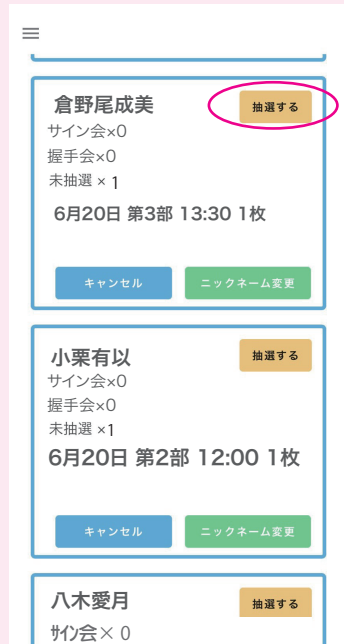 倉野尾成美
抽選する
サイン会×0
握手会×0
未抽選 × 1
6月20日 第3部 13:30 1枚
キャンセル
ニックネーム変更
小栗有以
抽選する
サイン会×0
握手会×0
未抽選 ×1
6月20日 第2部 12:00 1枚
キャンセル
ニックネーム変更
八木愛月
抽選する
サイン会× 0